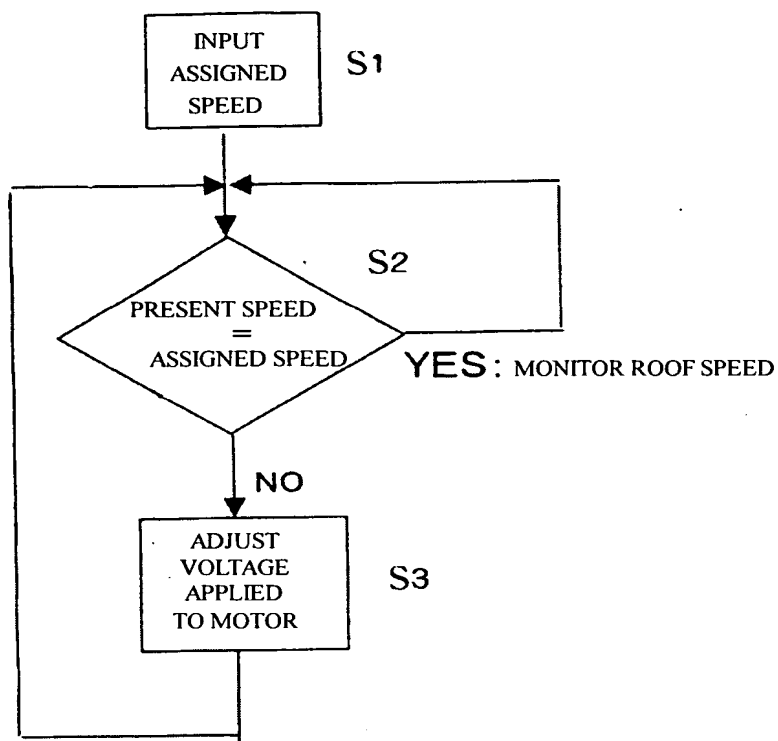 INPUT
ASSIGNED
SPEED
S1
S2
PRESENT SPEED
=
ASSIGNED SPEED
YES: MONITOR ROOF SPEED
NO
ADJUST
VOLTAGE
APPLIED
TO MOTOR
S3